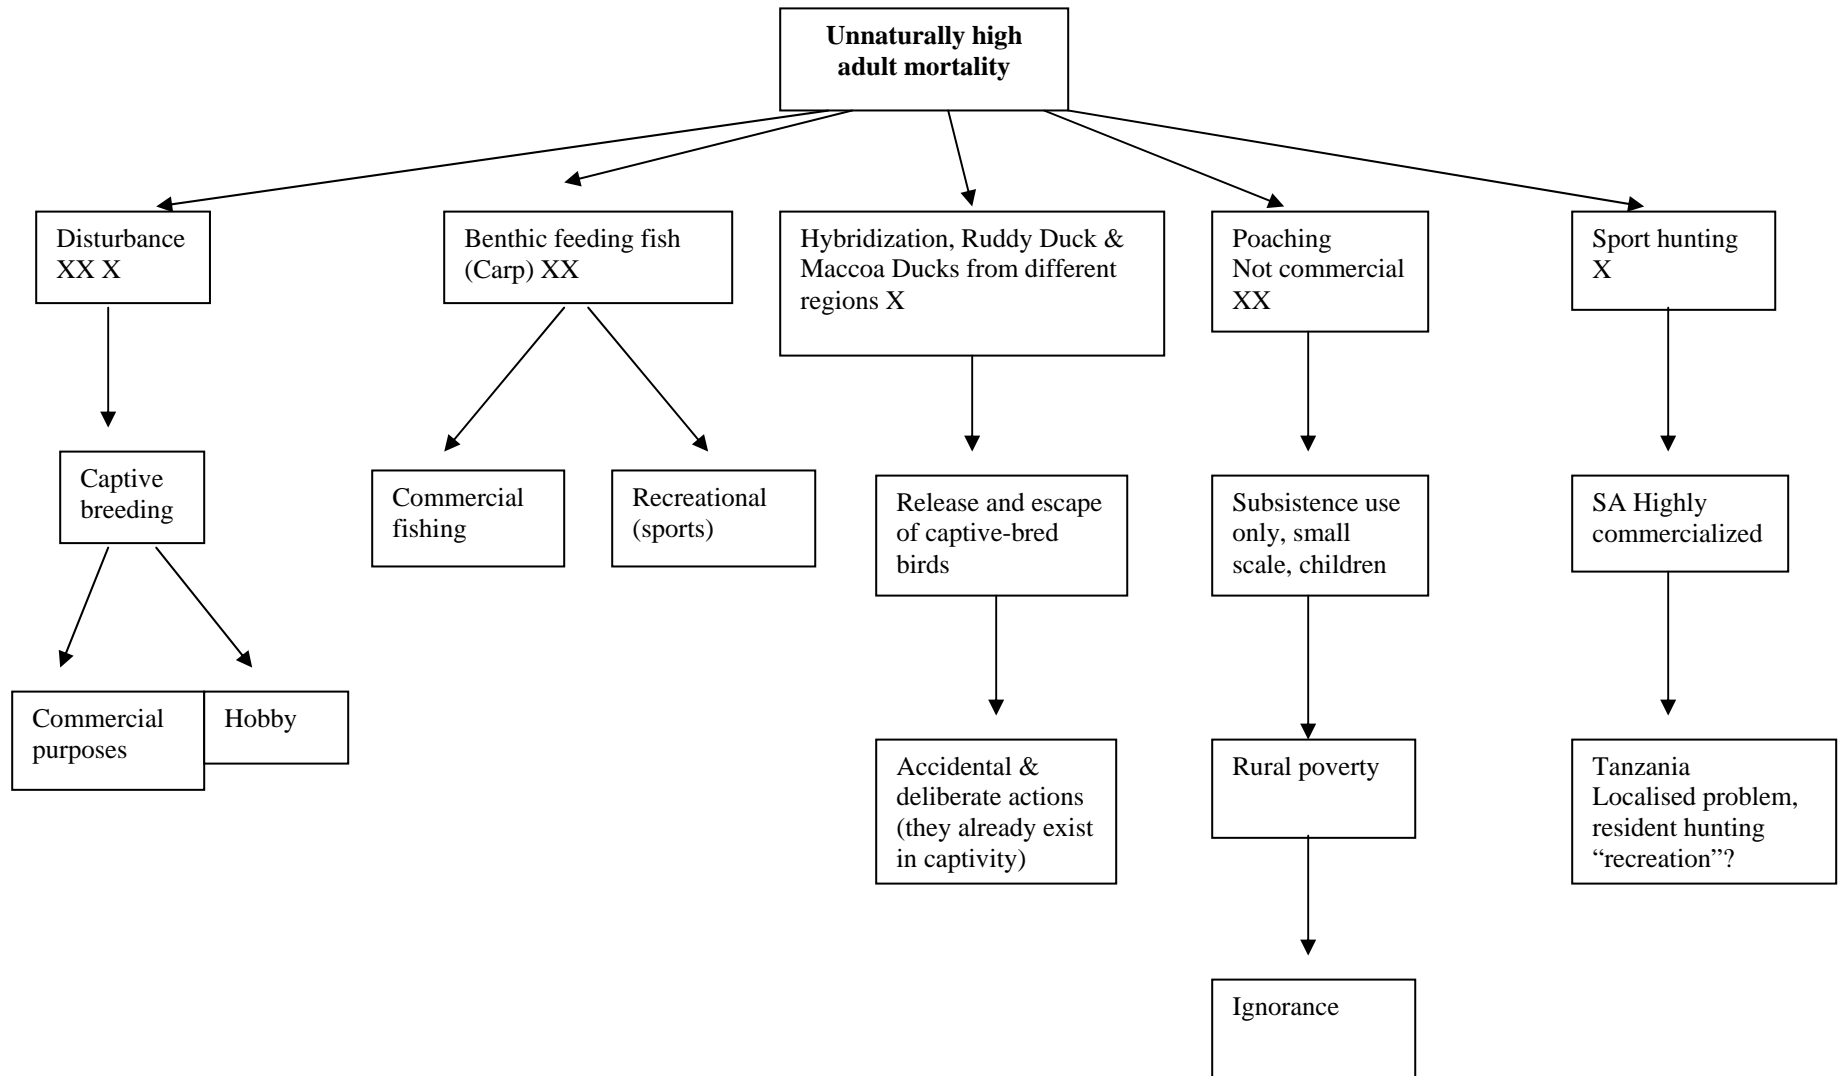 Unnaturally high
adult mortality
Disturbance
XX X
Benthic feeding fish
(Carp) XX
Hybridization, Ruddy Duck &
Maccoa Ducks from different
regions X
Poaching
Not commercial
XX
Sport hunting
X
Captive
breeding
Commercial
fishing
Recreational
(sports)
Release and escape
of captive-bred
birds
Subsistence use
only, small
scale, children
SA Highly
commercialized
Commercial
purposes
Hobby
Accidental &
deliberate actions
(they already exist
in captivity)
Rural poverty
Tanzania
Localised problem,
resident hunting
“recreation”?
Ignorance